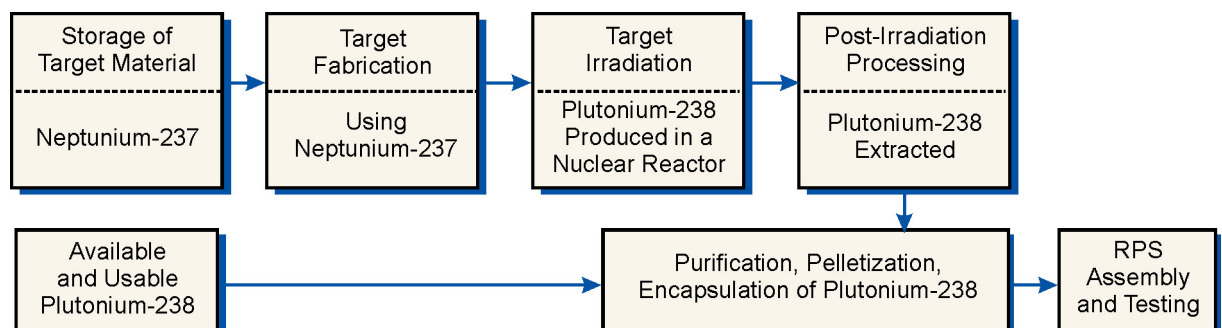 Storage of
Target Material
Neptunium-237
Target
Fabrication
Using
Neptunium-237
Target
Irradiation
Plutonium-238
Produced in a
Nuclear Reactor
Post-Irradiation
Processing
Plutonium-238
Extracted
Available
and Usable
Plutonium-238
Purification, Pelletization,
Encapsulation of Plutonium-238
RPS
Assembly
and Testing